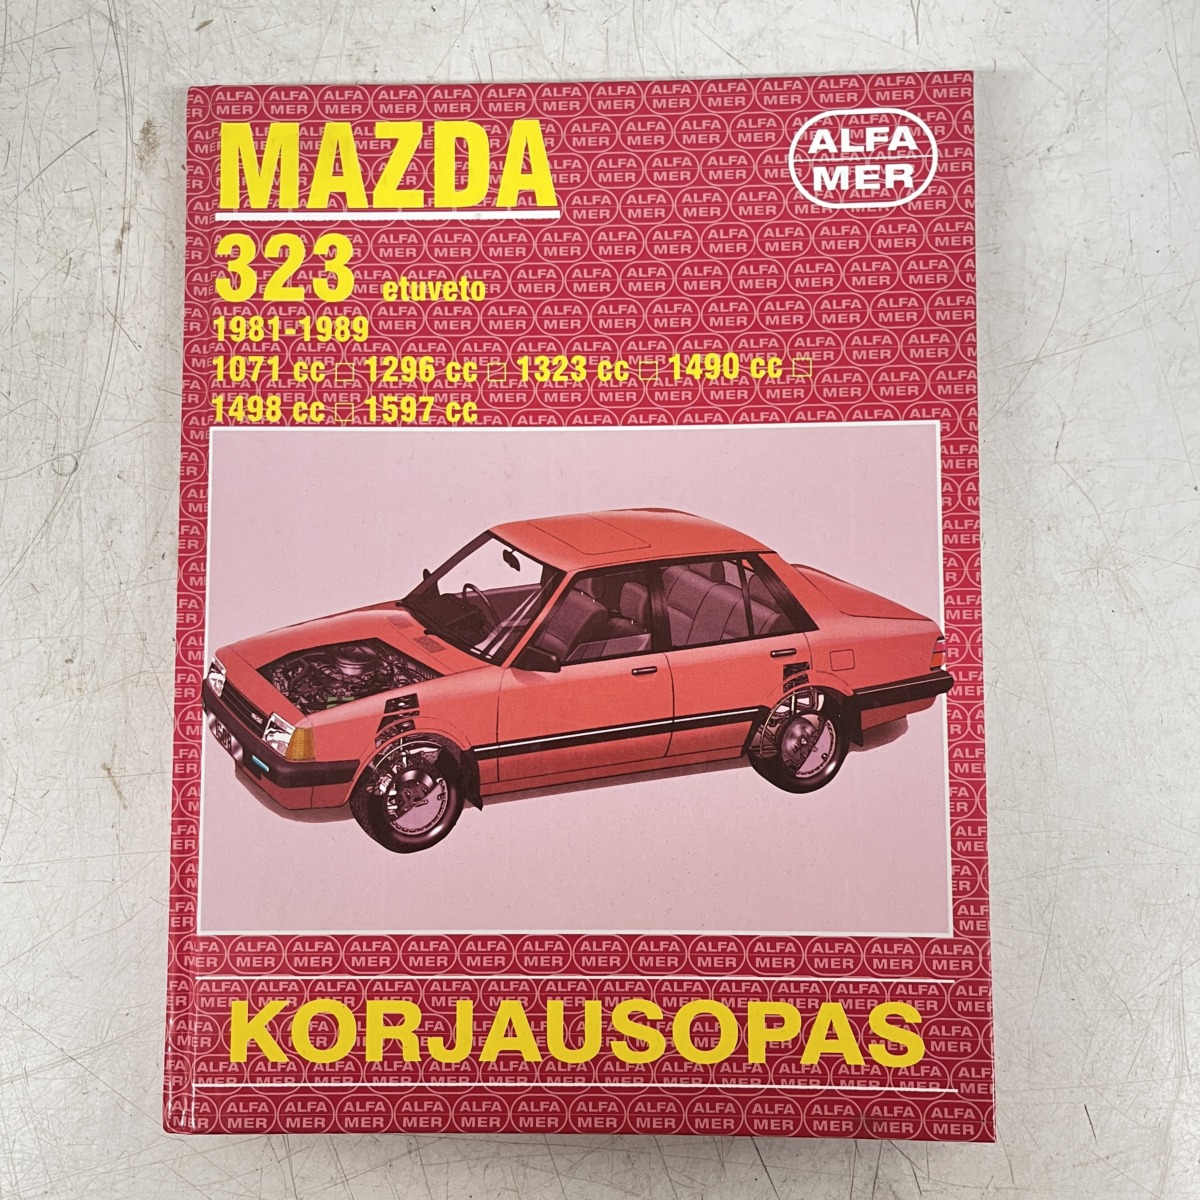 MAZDA
ALFA
MER
323 etuveto
1981-1989
1071 cc □ 1296 cc □ 1323 cc □ 1490 cc □
1498 cc □ 1597 cc
KORJAUSOPAS